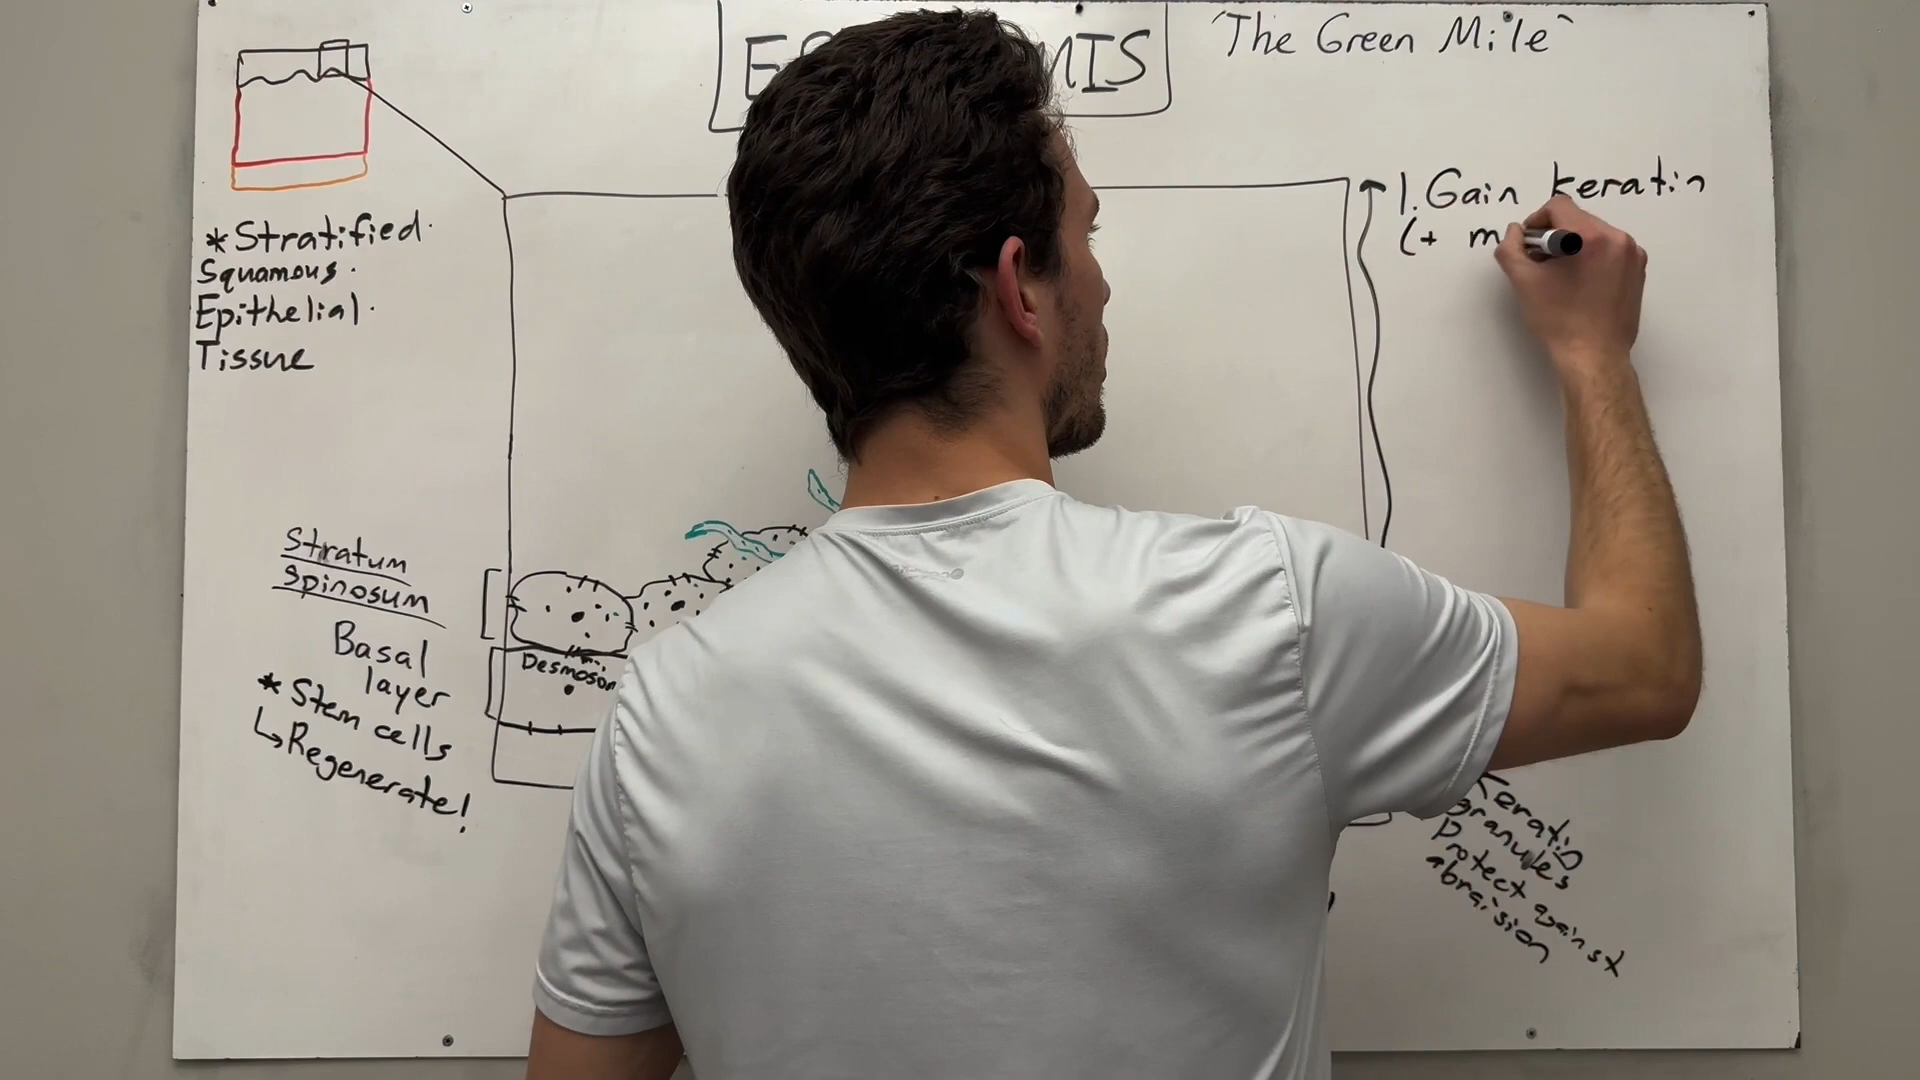 "The Green Mile"
*Stratified
Squamous
Epithelial
Tissue
1. Gain Keratin
(+ m
Stratum
Spinosum
Basal
layer
*Stem cells
↳Regenerate!
Desmosom
Keratin
granules
protect against
abraision